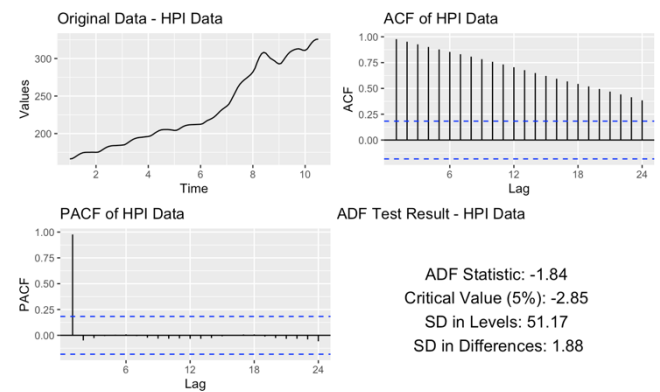 Original Data - HPI Data
300
250
200
Values
2 4 6 8 10
Time
ACF of HPI Data
1.00
0.75
0.50
0.25
0.00
ACF
6 12 18 24
Lag
PACF of HPI Data
1.00
0.75
0.50
0.25
0.00
PACF
6 12 18 24
Lag
ADF Test Result - HPI Data
ADF Statistic: -1.84
Critical Value (5%): -2.85
SD in Levels: 51.17
SD in Differences: 1.88